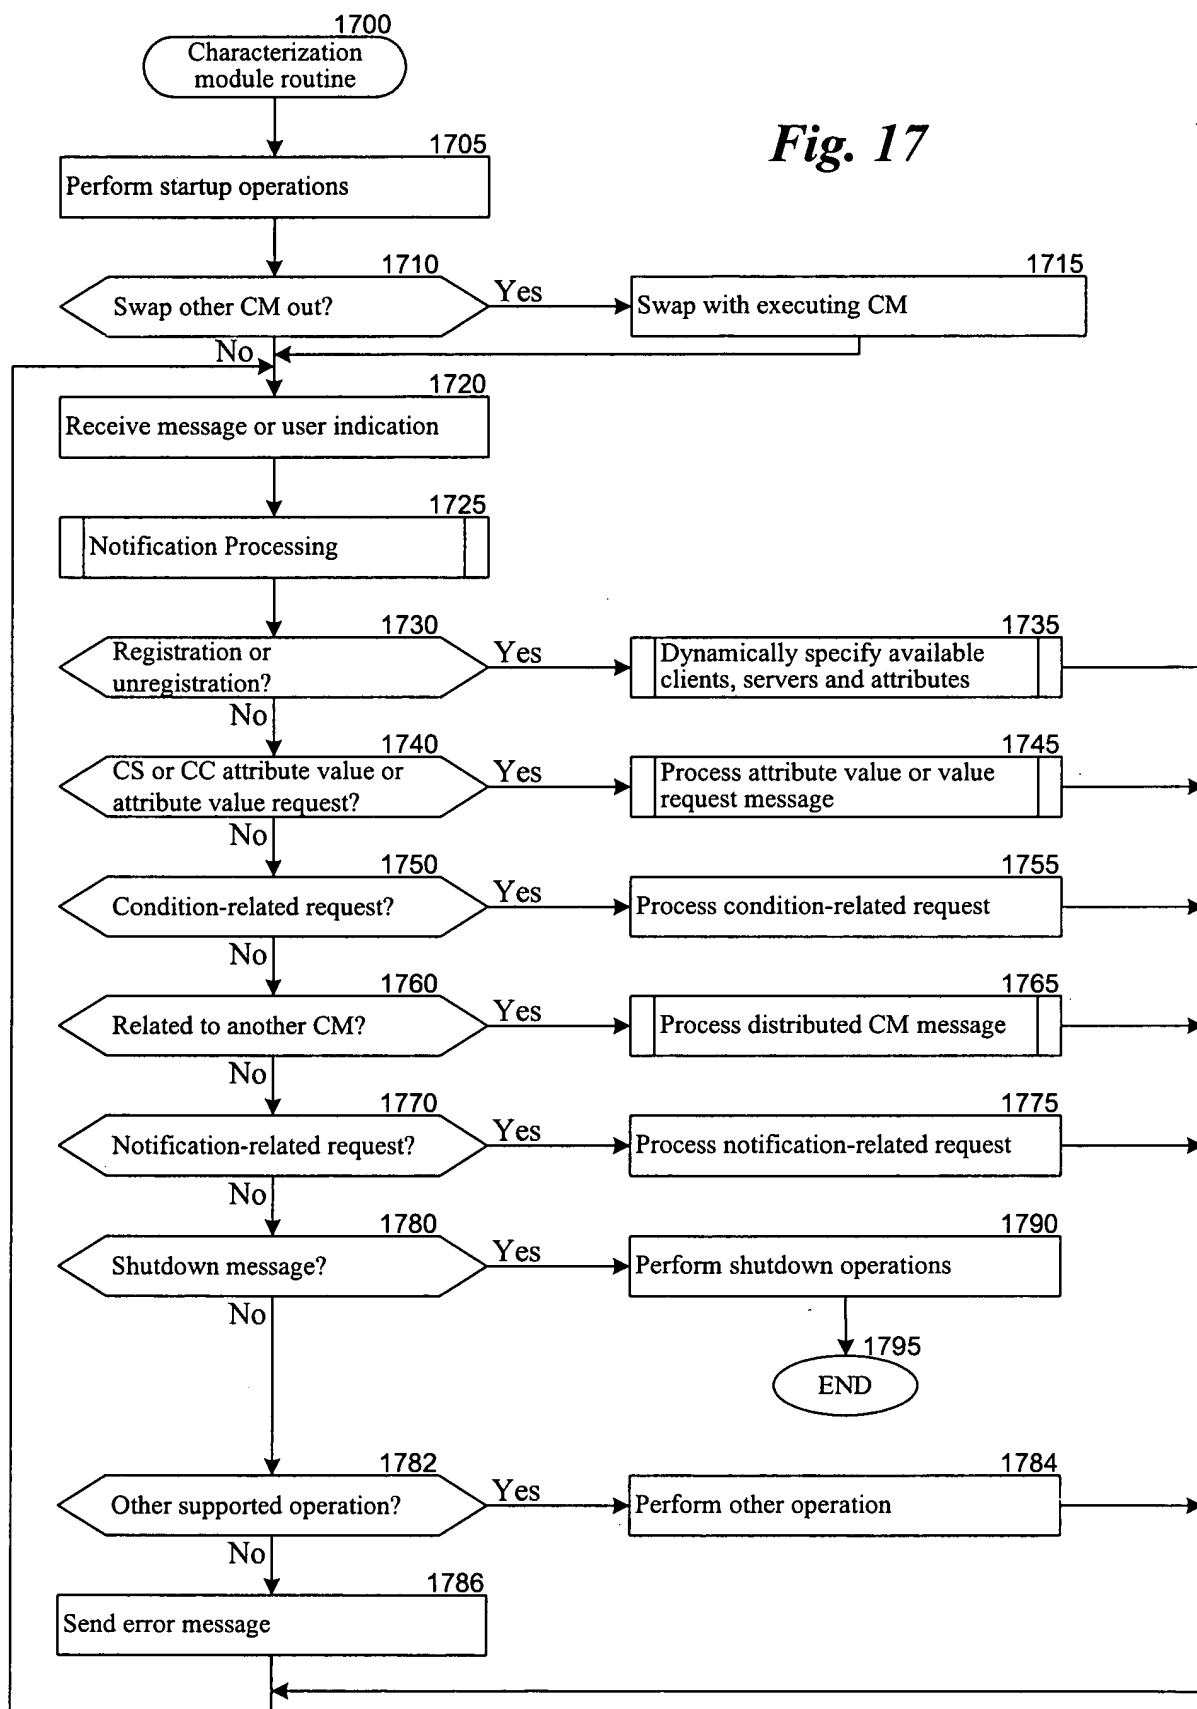 1700
Characterization
module routine
Fig. 17
1705
Perform startup operations
1710
Swap other CM out?
Yes
1715
Swap with executing CM
No
1720
Receive message or user indication
1725
Notification Processing
1730
Registration or
unregistration?
Yes
1735
Dynamically specify available
clients, servers and attributes
No
1740
CS or CC attribute value or
attribute value request?
Yes
1745
Process attribute value or value
request message
No
1750
Condition-related request?
Yes
1755
Process condition-related request
No
1760
Related to another CM?
Yes
1765
Process distributed CM message
No
1770
Notification-related request?
Yes
1775
Process notification-related request
No
1780
Shutdown message?
Yes
1790
Perform shutdown operations
No
1795
END
1782
Other supported operation?
Yes
1784
Perform other operation
No
1786
Send error message